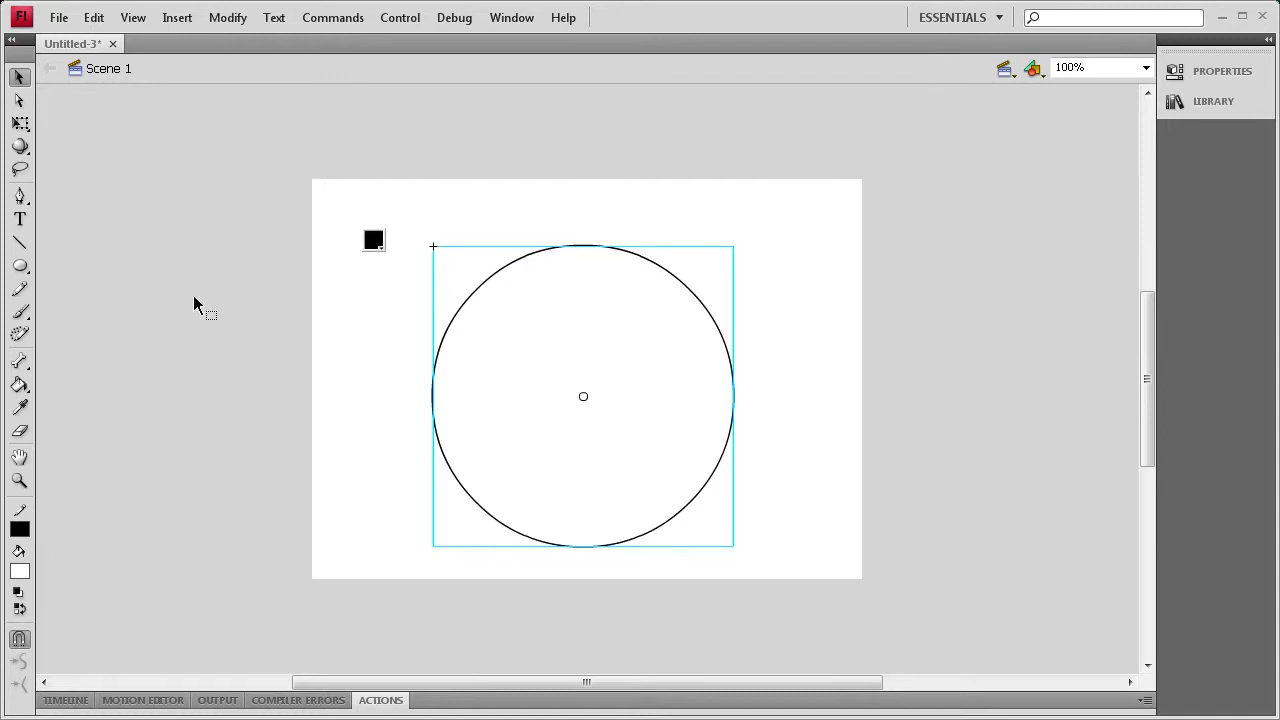 Fl File Edit View Insert Modify Text Commands Control Debug Window Help ESSENTIALS
Untitled-3*
Scene 1 100% PROPERTIES
LIBRARY
T
TIMELINE MOTION EDITOR OUTPUT COMPILER ERRORS ACTIONS